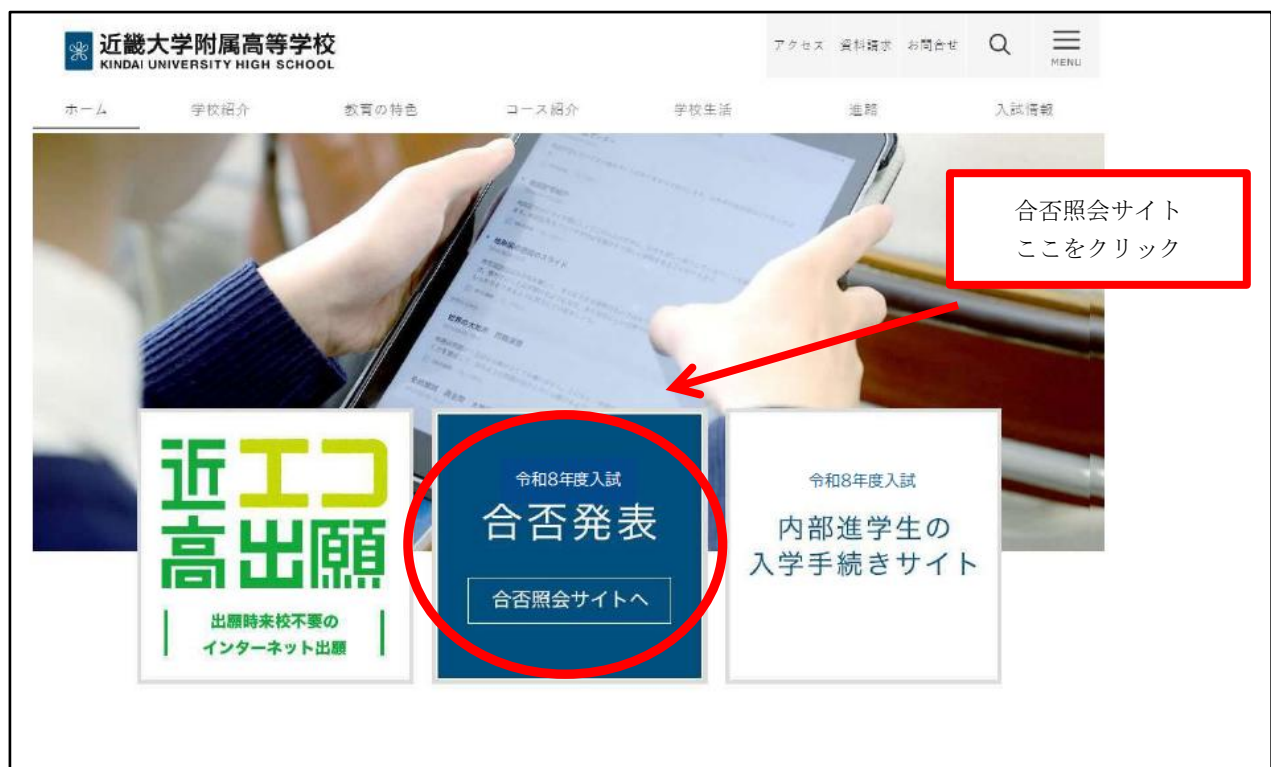 近畿大学附属高等学校
KINDAI UNIVERSITY HIGH SCHOOL
アクセス 資料請求 お問合せ
MENU
ホーム 学校紹介 教育の特色 コース紹介 学校生活 進路 入試情報
合否照会サイト
ここをクリック
近エコ
高出願
出願時来校不要の
インターネット出願
令和8年度入試
合否発表
合否照会サイトへ
令和8年度入試
内部進学生の
入学手続きサイト